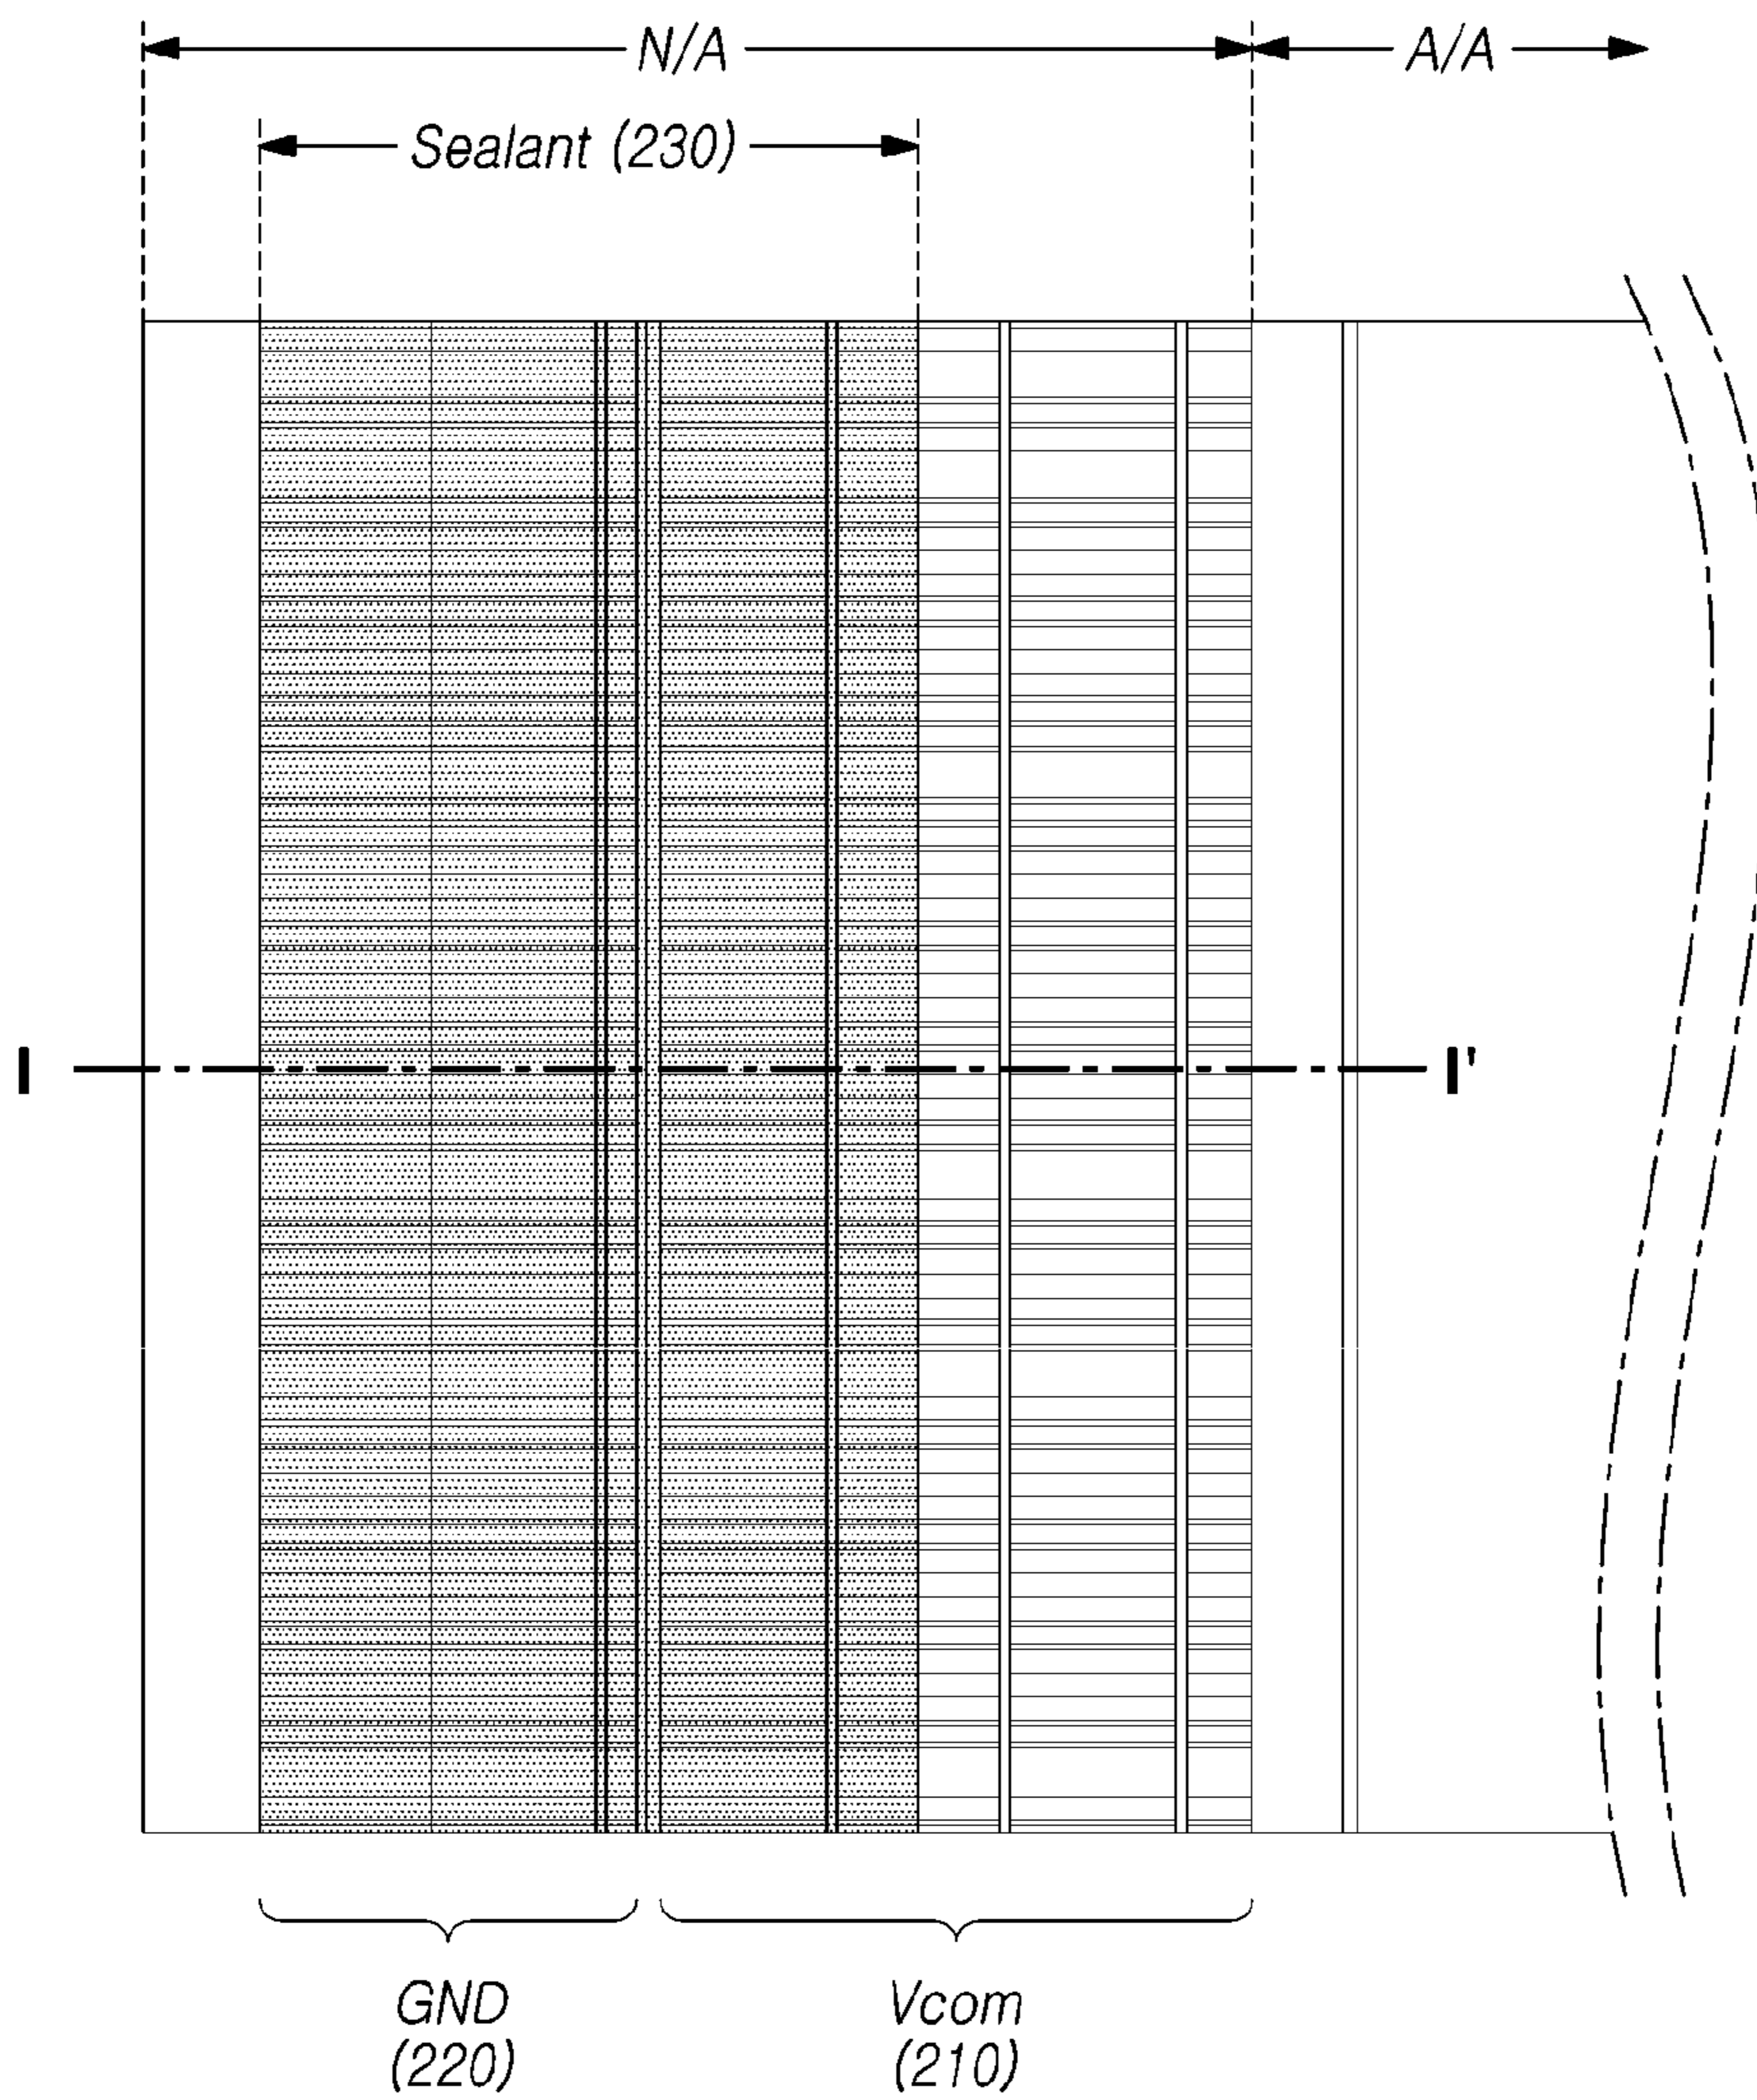 N/A
A/A
Sealant (230)
I
I'
GND
(220)
Vcom
(210)